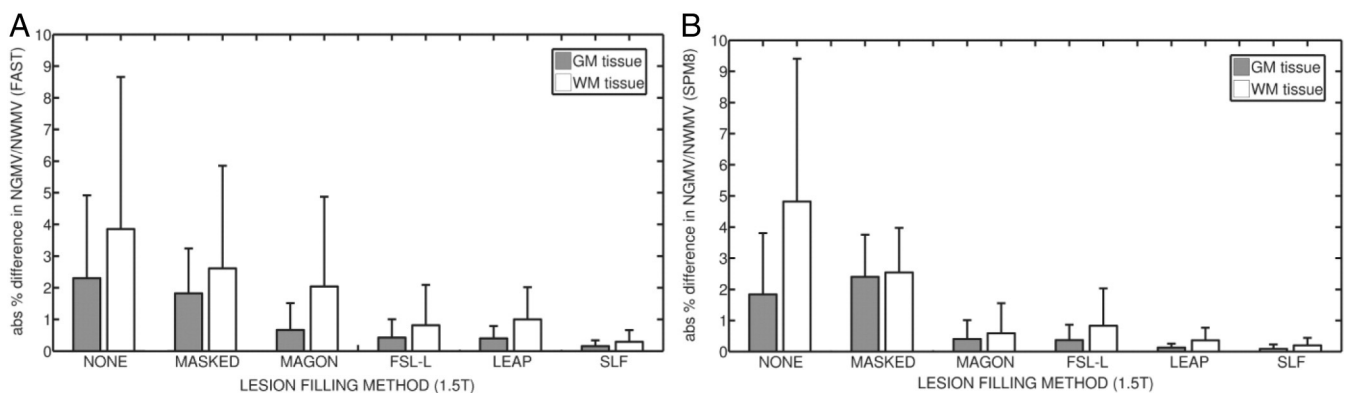 A
abs % difference in NGMV/NWMV (FAST)
10
9
8
7
6
5
4
3
2
1
0
GM tissue
WM tissue
NONE MASKED MAGON FSL-L LEAP SLF
LESION FILLING METHOD (1.5T)
B
abs % difference in NGMV/NWMV (SPM8)
10
9
8
7
6
5
4
3
2
1
0
GM tissue
WM tissue
NONE MASKED MAGON FSL-L LEAP SLF
LESION FILLING METHOD (1.5T)